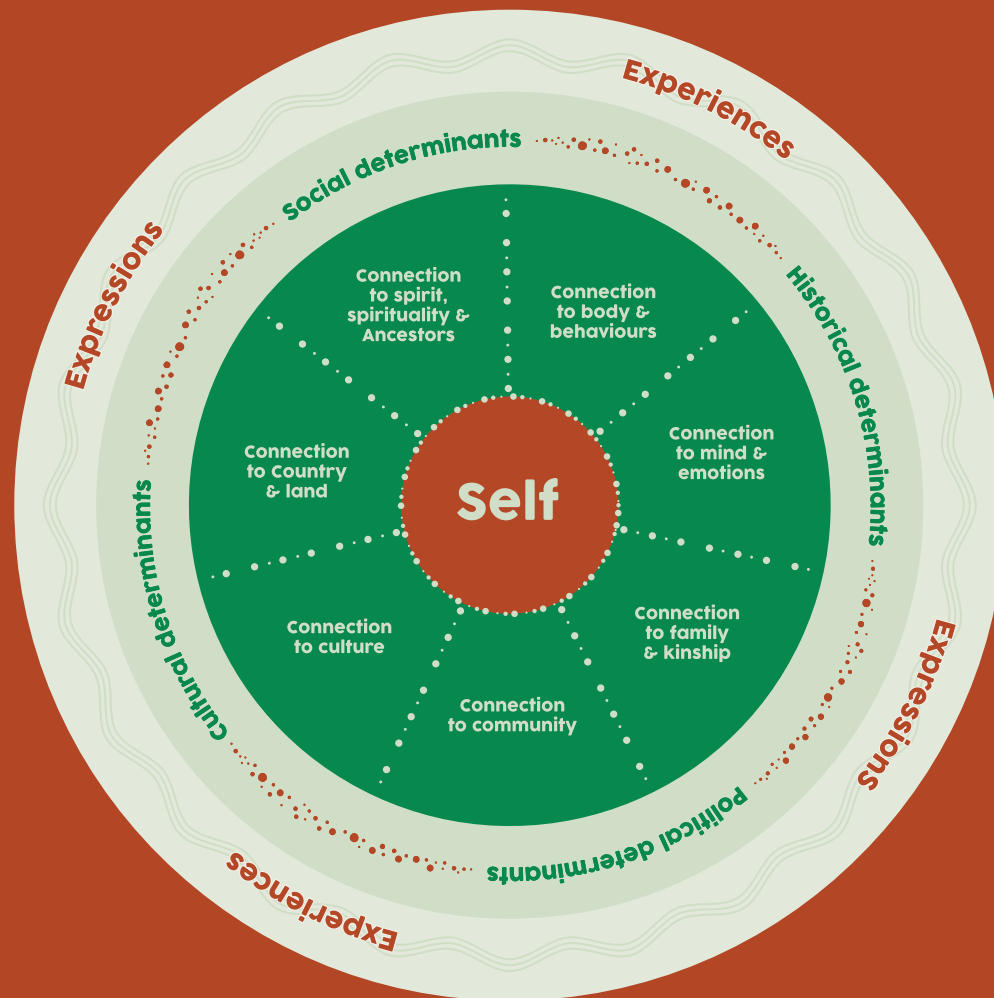 Experiences
Social determinants
Expressions
Historical determinants
Connection
to spirit,
spirituality &
Ancestors
Connection
to body &
behaviours
Connection
to mind &
emotions
Connection
to Country
& land
Self
Connection
to family
& kinship
Connection
to culture
Connection
to community
Cultural determinants
Expressions
Political determinants
Experiences